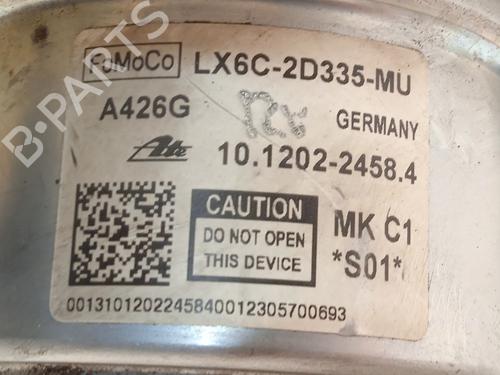 FoMoCo LX6C-2D335-MU
A426G GERMANY
Ate 10.1202-2458.4
CAUTION
DO NOT OPEN
THIS DEVICE
MK C1
*S01*
0013101202245840012305700693
B-PARTS